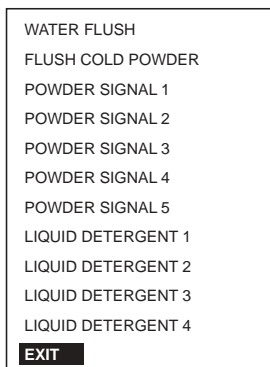 WATER FLUSH
FLUSH COLD POWDER
POWDER SIGNAL 1
POWDER SIGNAL 2
POWDER SIGNAL 3
POWDER SIGNAL 4
POWDER SIGNAL 5
LIQUID DETERGENT 1
LIQUID DETERGENT 2
LIQUID DETERGENT 3
LIQUID DETERGENT 4
EXIT